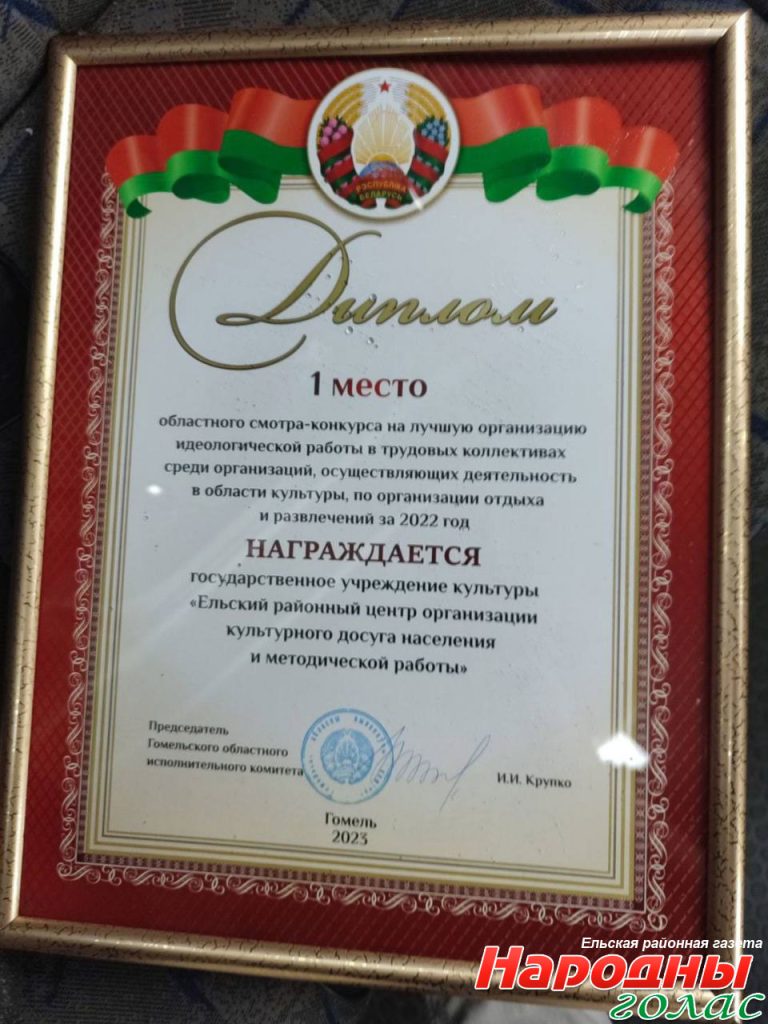 РЭСПУБЛІКА
БЕЛАРУСЬ
Диплом
1 место
областного смотра-конкурса на лучшую организацию
идеологической работы в трудовых коллективах
среди организаций, осуществляющих деятельность
в области культуры, по организации отдыха
и развлечений за 2022 год
НАГРАЖДАЕТСЯ
государственное учреждение культуры
«Ельский районный центр организации
культурного досуга населения
и методической работы»
Председатель
Гомельского областного
исполнительного комитета
И.И. Крупко
Гомель
2023
Ельская районная газета
Народны
голас